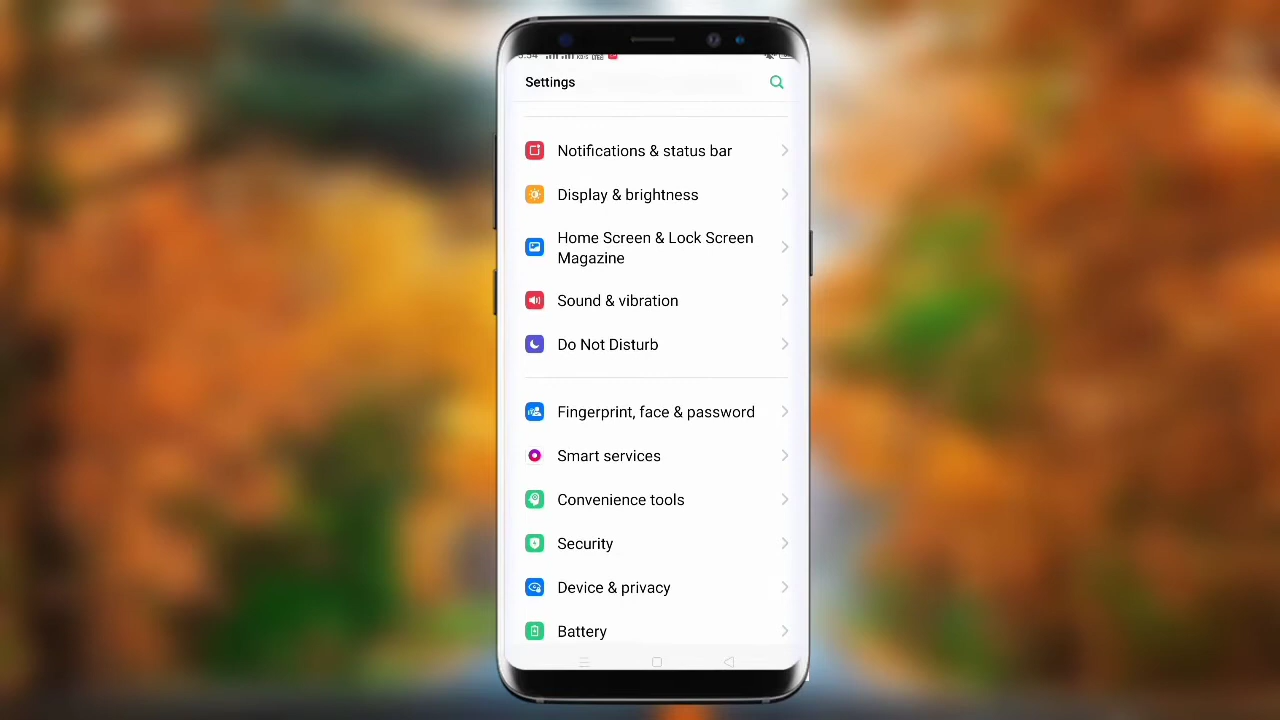 Settings
Notifications & status bar
Display & brightness
Home Screen & Lock Screen
Magazine
Sound & vibration
Do Not Disturb
Fingerprint, face & password
Smart services
Convenience tools
Security
Device & privacy
Battery